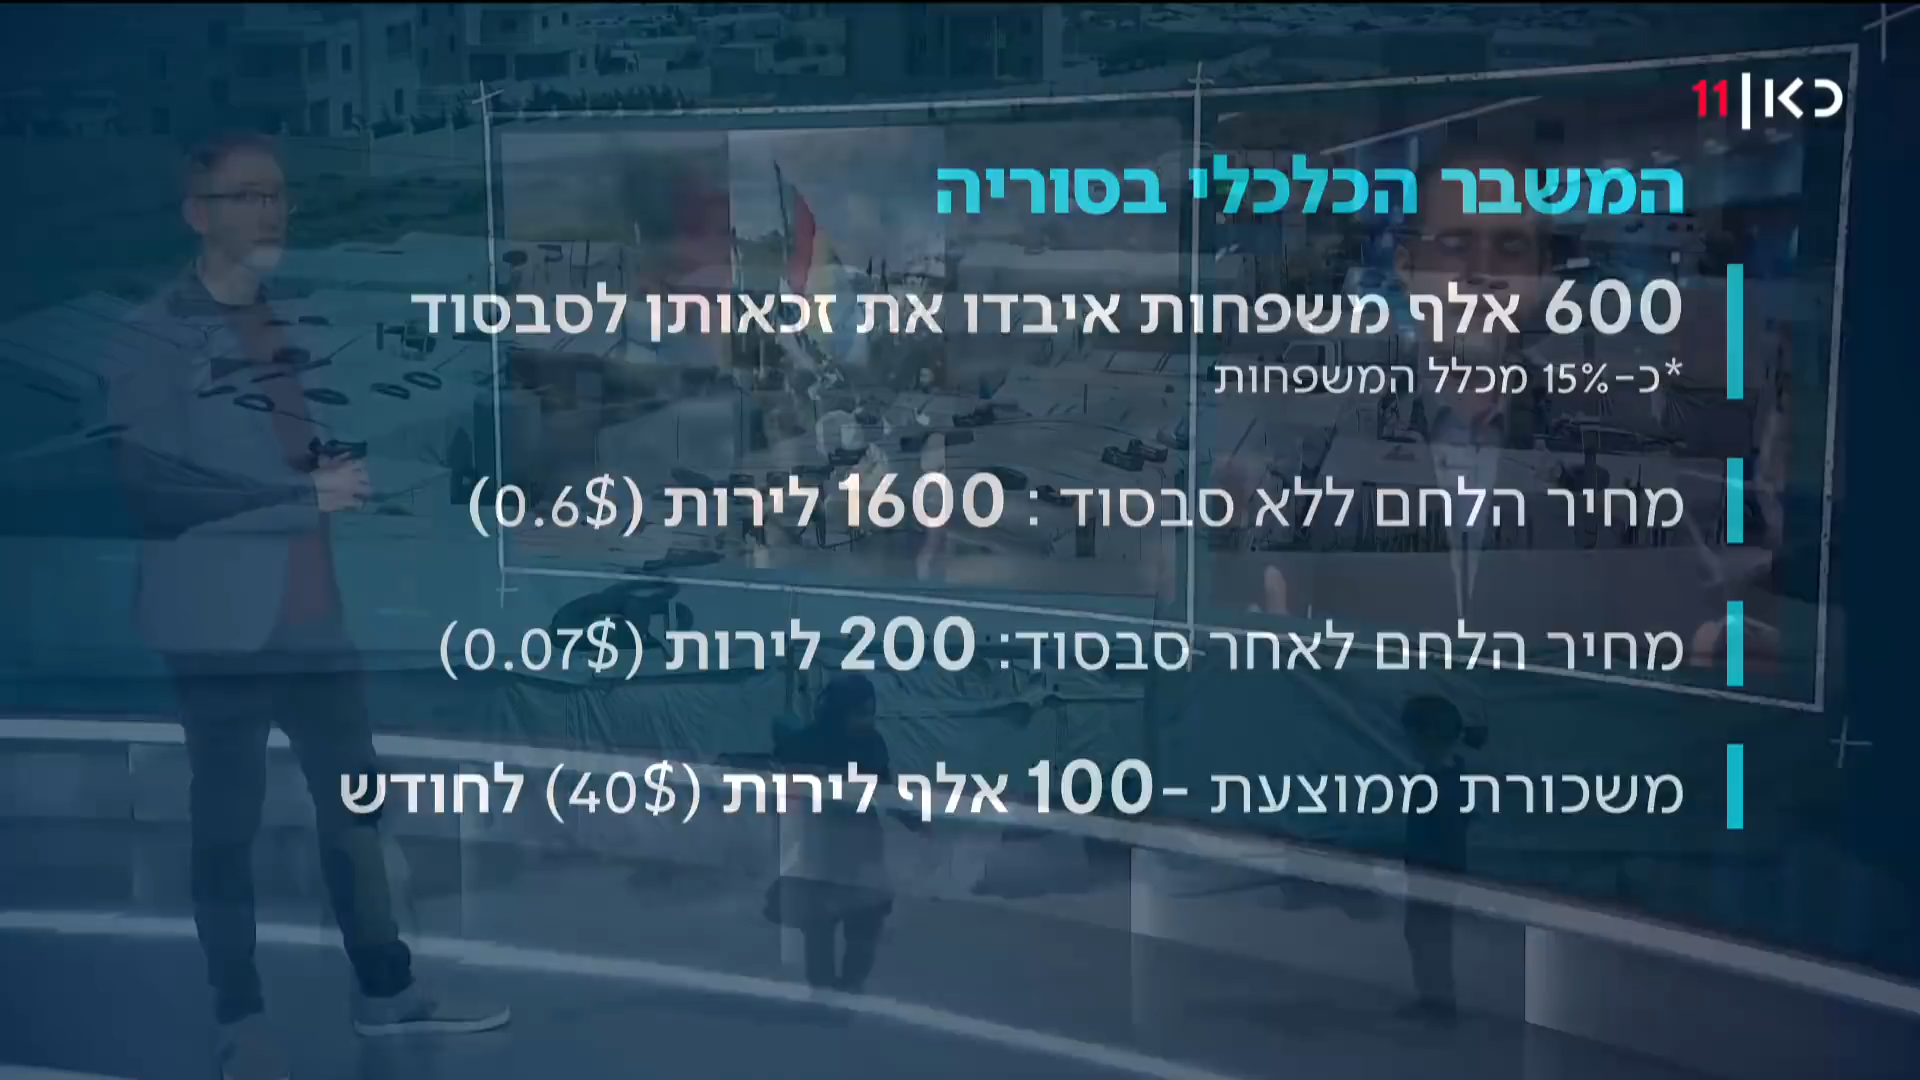 כאן|11
המשבר הכלכלי בסוריה
600 אלף משפחות איבדו את זכאותן לסבסוד
*כ-15% מכלל המשפחות
מחיר הלחם ללא סבסוד: 1600 לירות (0.6$)
מחיר הלחם לאחר סבסוד: 200 לירות (0.07$)
משכורת ממוצעת -100 אלף לירות (40$) לחודש